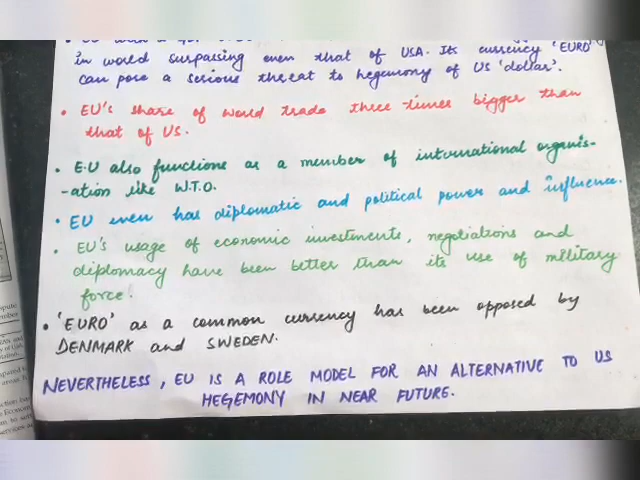 in world surpassing even that of USA. Its currency 'EURO'
can pose a serious threat to hegemony of US 'dollar'.
• EU's share of world trade three-times bigger than
that of US.
• E.U also functions as a member of international organis-
-ation like W.T.O.
• EU even has diplomatic and political power and influence.
• EU's usage of economic investments, negotiations and
diplomacy have been better than its use of military
force.
• 'EURO' as a common currency has been opposed by
DENMARK and SWEDEN.
NEVERTHELESS, EU IS A ROLE MODEL FOR AN ALTERNATIVE TO US
HEGEMONY IN NEAR FUTURE.